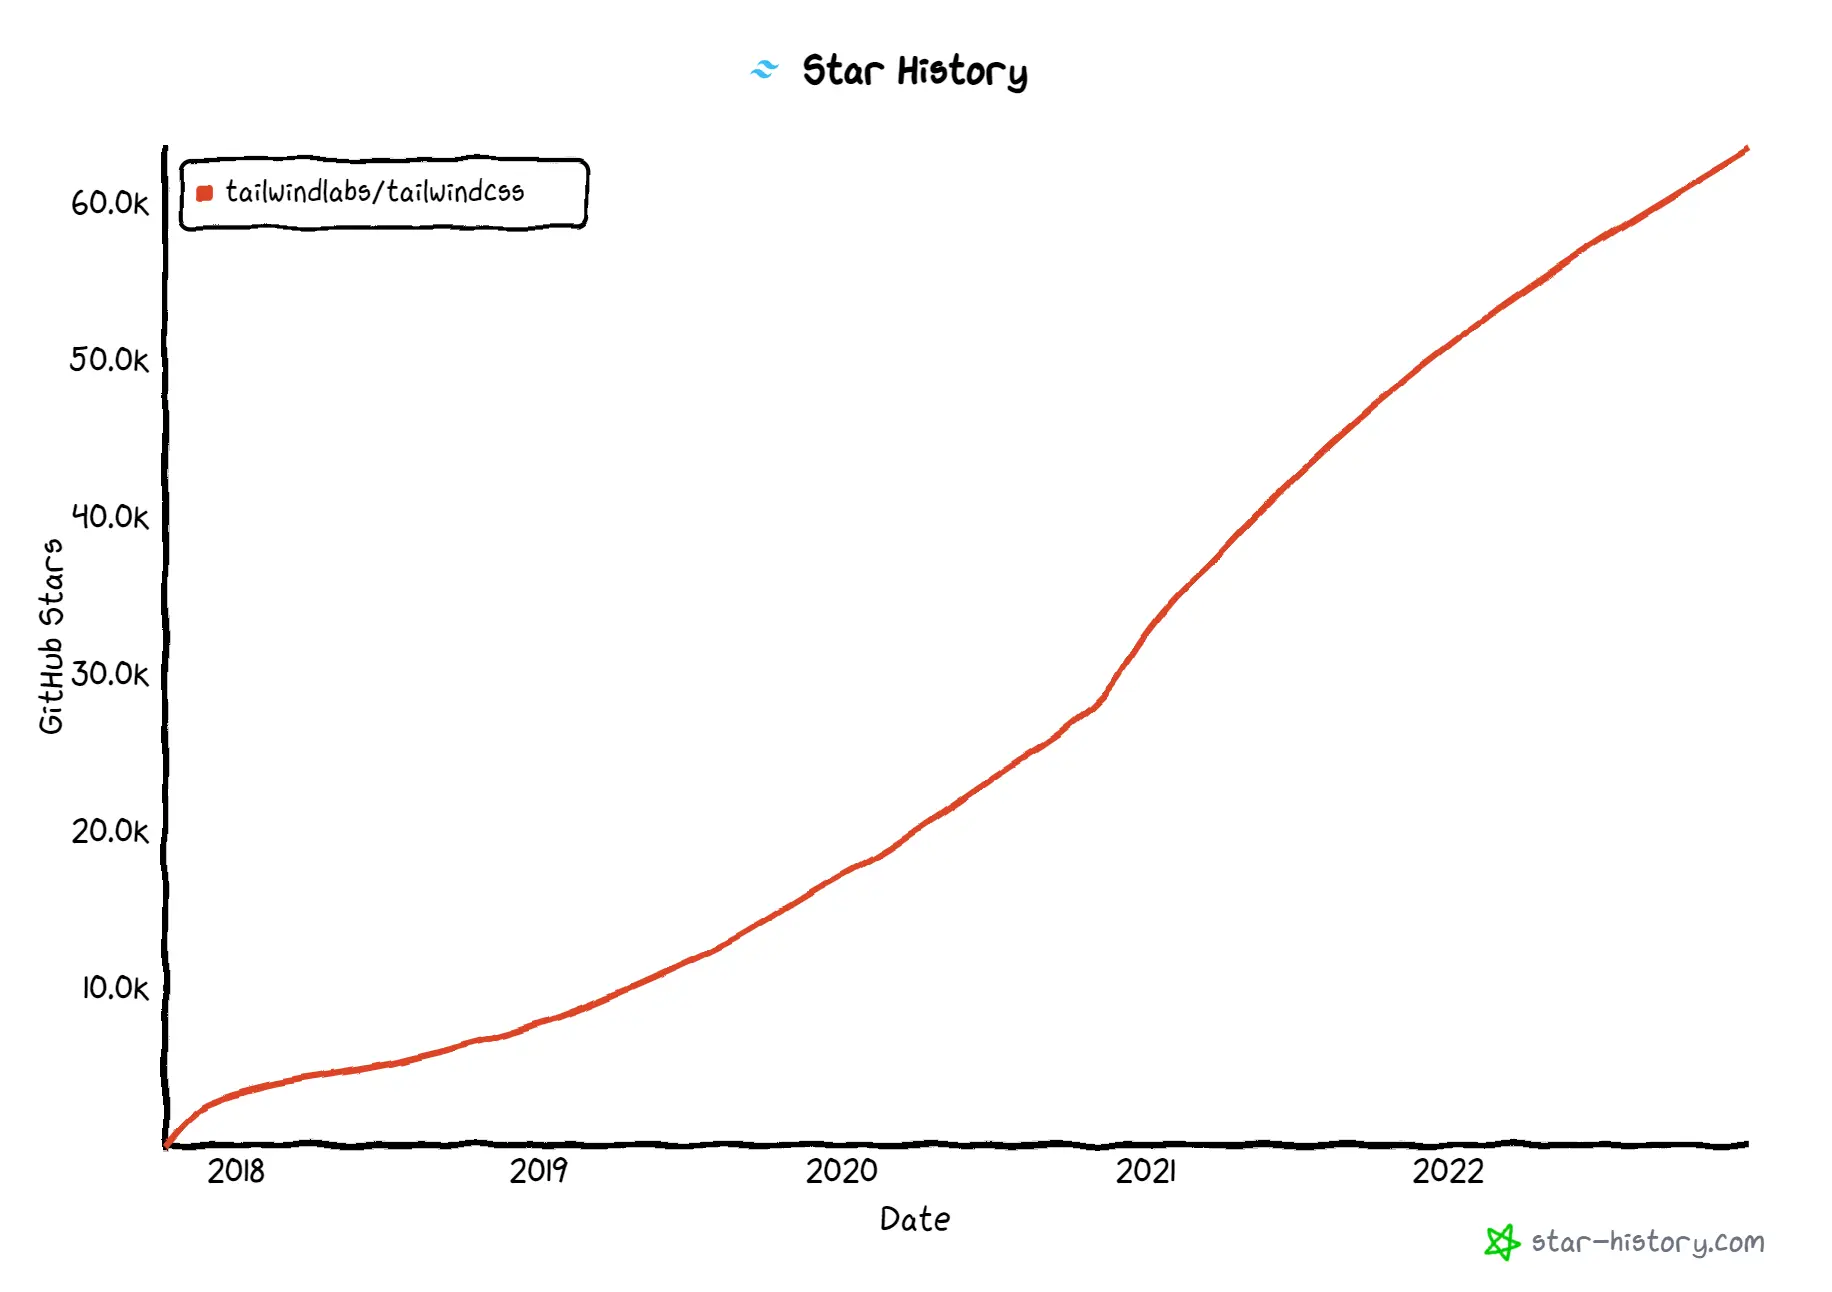 Star History
tailwindlabs/tailwindcss
60.0k
50.0k
40.0k
30.0k
20.0k
10.0k
GitHub Stars
2018 2019 2020 2021 2022
Date
star-history.com